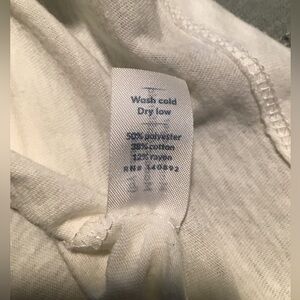 Wash cold
Dry low
50% polyester
38% cotton
12% rayon
RN# 140892